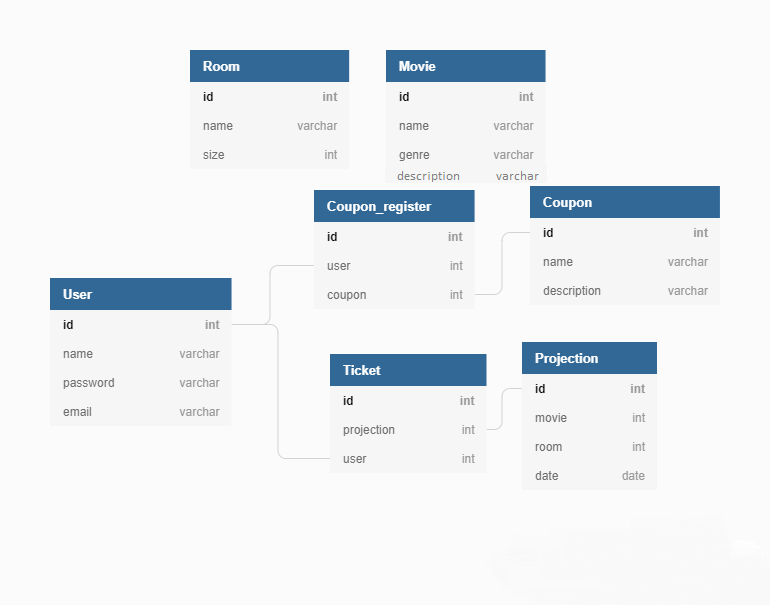 Room
id int
name varchar
size int
Movie
id int
name varchar
genre varchar
description varchar
Coupon_register
id int
user int
coupon int
Coupon
id int
name varchar
description varchar
User
id int
name varchar
password varchar
email varchar
Ticket
id int
projection int
user int
Projection
id int
movie int
room int
date date